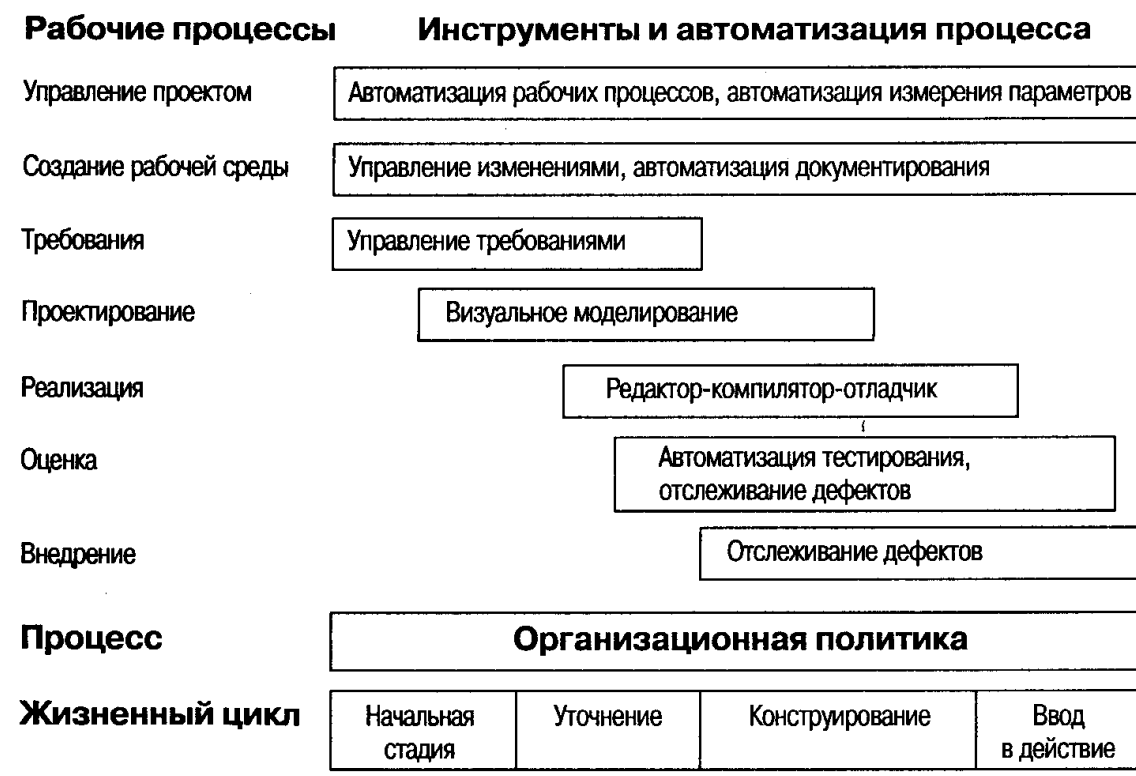 Рабочие процессы
Инструменты и автоматизация процесса
Управление проектом
Автоматизация рабочих процессов, автоматизация измерения параметров
Создание рабочей среды
Управление изменениями, автоматизация документирования
Требования
Управление требованиями
Проектирование
Визуальное моделирование
Реализация
Редактор-компилятор-отладчик
Оценка
Автоматизация тестирования,
отслеживание дефектов
Внедрение
Отслеживание дефектов
Процесс
Организационная политика
Жизненный цикл
Начальная
стадия
Уточнение
Конструирование
Ввод
в действие